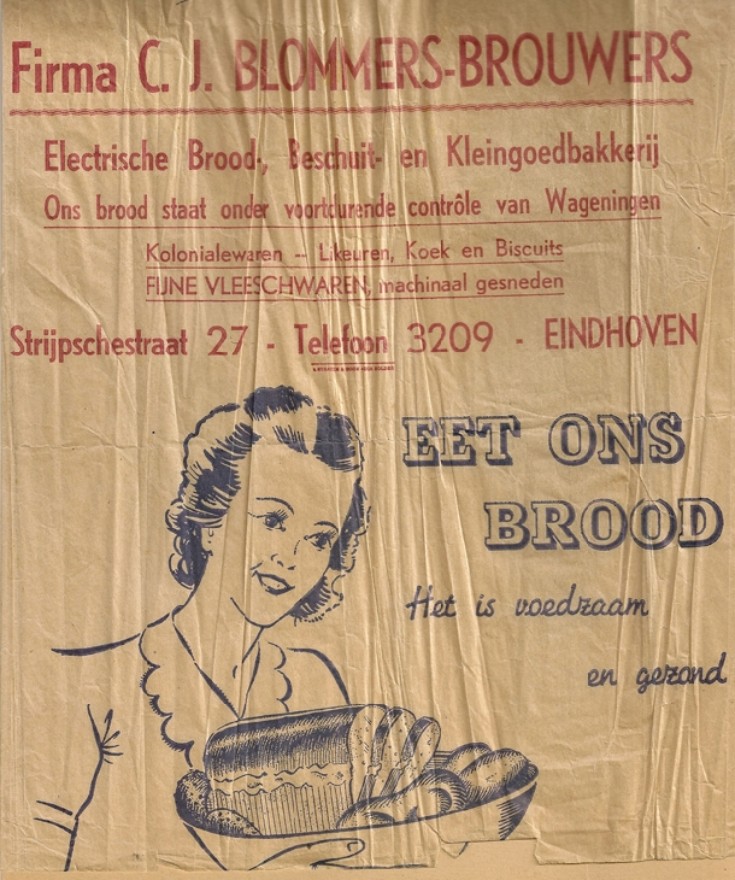 Firma C. J. BLOMMERS-BROUWERS
Electrische Brood-, Beschuit- en Kleingoedbakkerij
Ons brood staat onder voortdurende contrôle van Wageningen
Kolonialewaren - Likeuren, Koek en Biscuits
FIJNE VLEESCHWAREN, machinaal gesneden
Strijpschestraat 27 - Telefoon 3209 - EINDHOVEN
EET ONS
BROOD
Het is voedzaam
en gezond